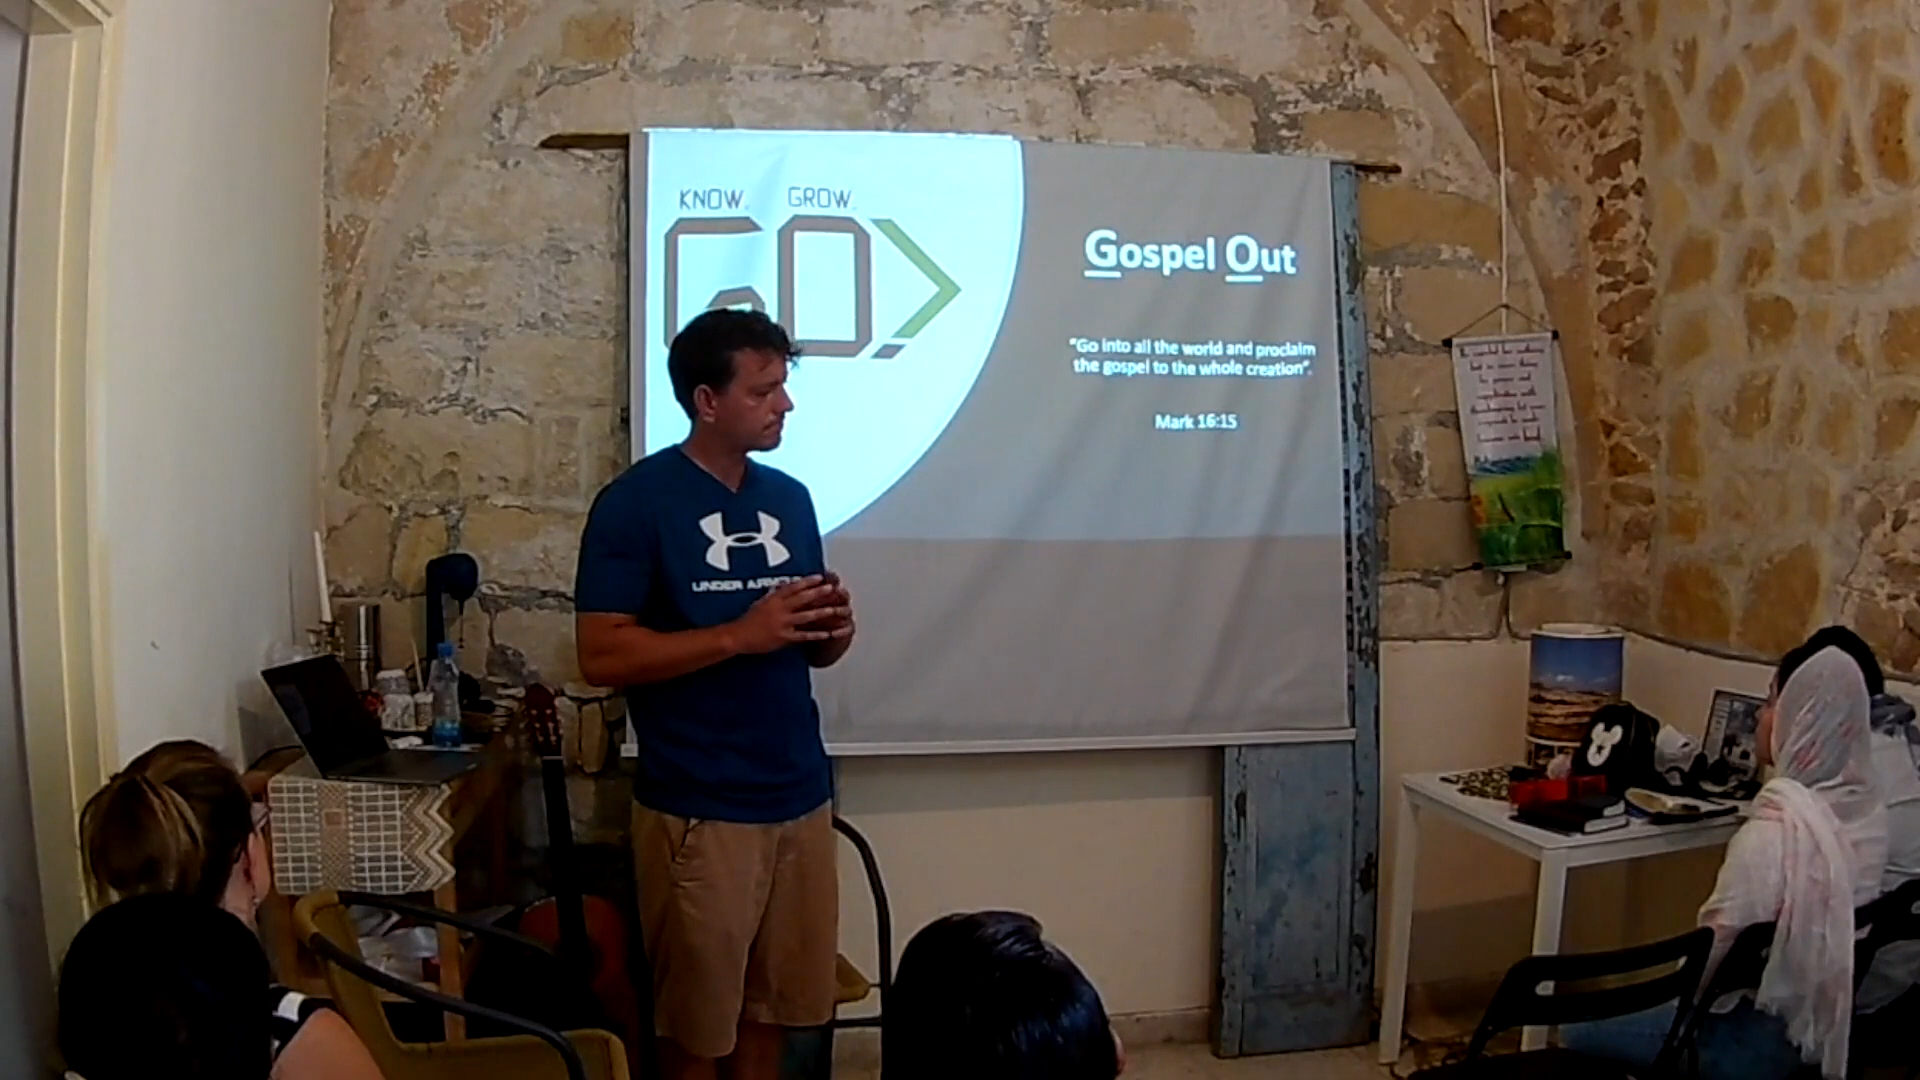 KNOW. GROW.
GO
Gospel Out
"Go into all the world and proclaim
the gospel to the whole creation".
Mark 16:15
UNDER ARMOU